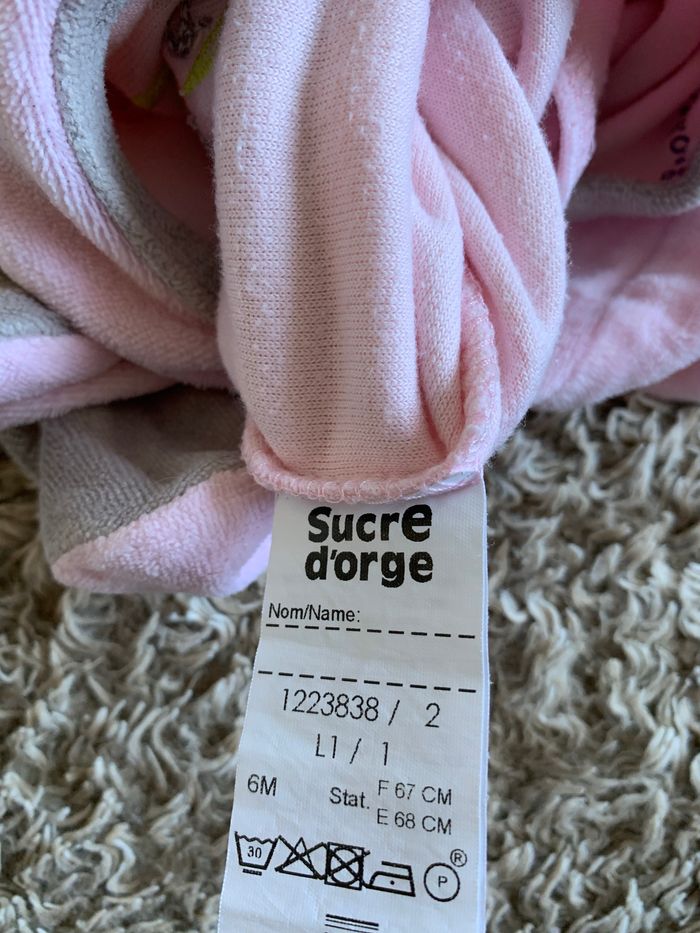 Sucre
d'orge
Nom/Name:
1223838 / 2
L1 / 1
6M
Stat.
F 67 CM
E 68 CM
30
P
®